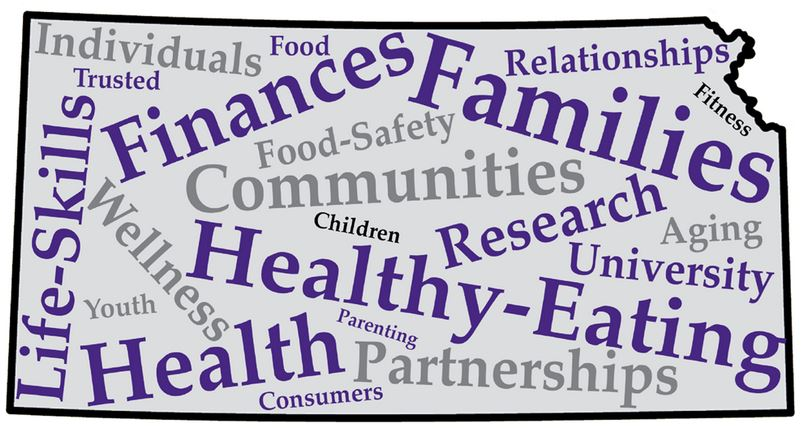 Individuals
Food
Finances
Families
Relationships
Trusted
Fitness
Life-Skills
Food-Safety
Communities
Wellness
Children
Research
Aging
Healthy-Eating
University
Youth
Health
Parenting
Partnerships
Consumers